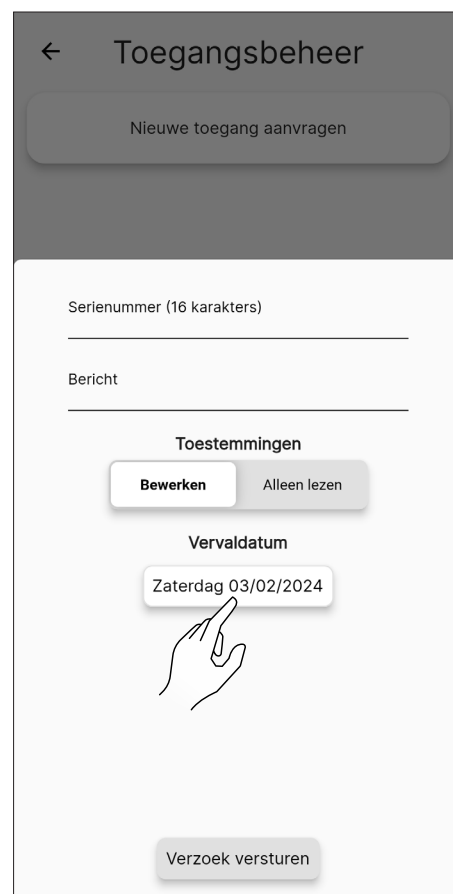 Toegangsbeheer
Nieuwe toegang aanvragen
Serienummer (16 karakters)
Bericht
Toestemmingen
Bewerken Alleen lezen
Vervaldatum
Zaterdag 03/02/2024
Verzoek versturen